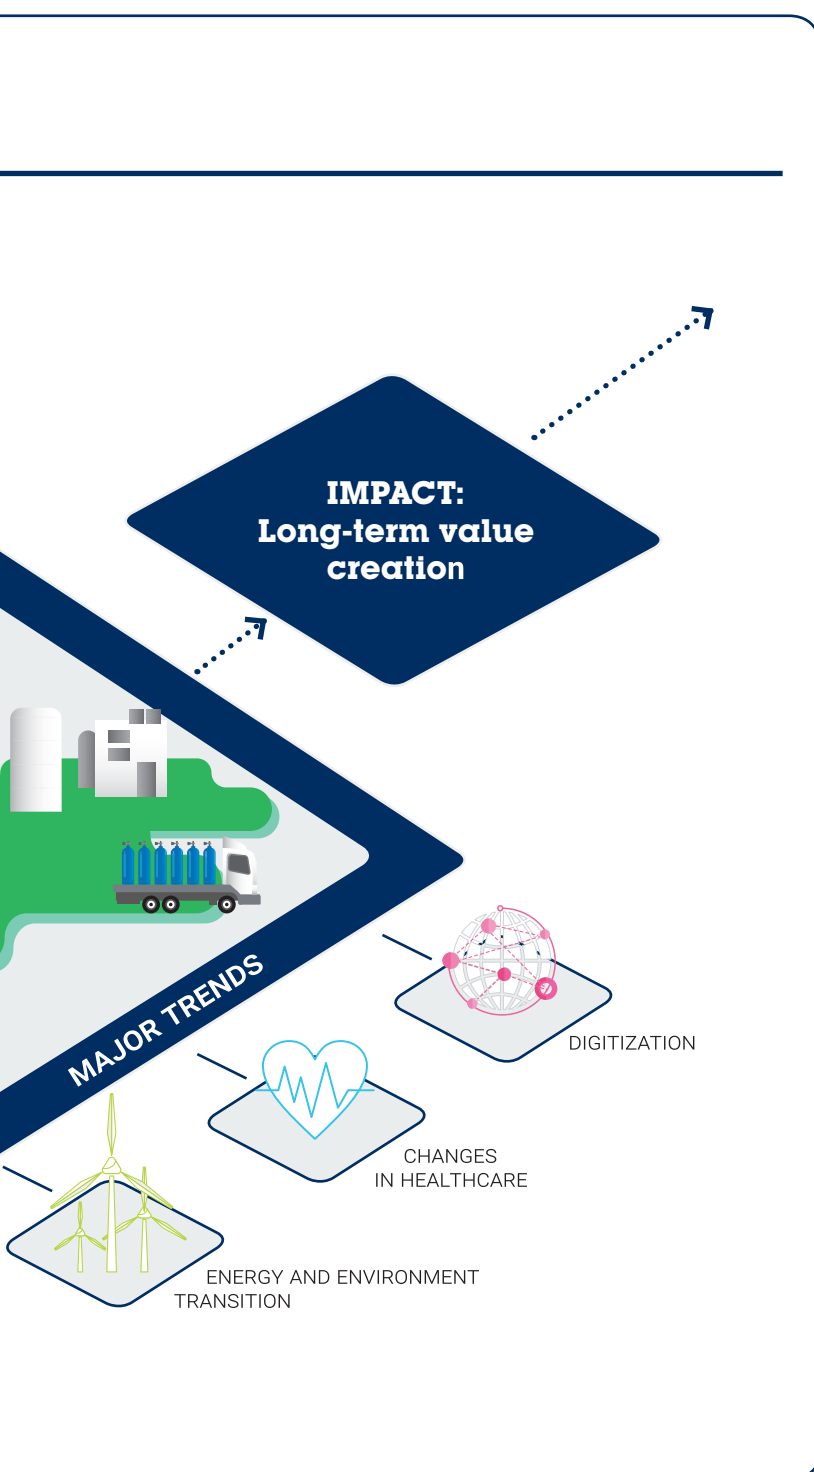 IMPACT:
Long-term value
creation
MAJOR TRENDS
DIGITIZATION
CHANGES
IN HEALTHCARE
ENERGY AND ENVIRONMENT
TRANSITION